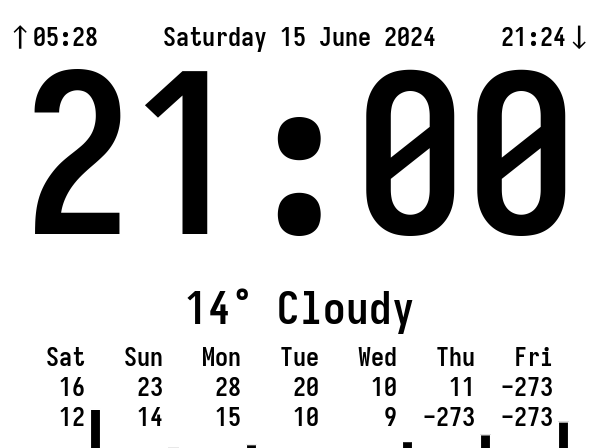 ↑05:28 Saturday 15 June 2024 21:24↓
21:00
14° Cloudy
Sat Sun Mon Tue Wed Thu Fri
16 23 28 20 10 11 -273
12 14 15 10 9 -273 -273